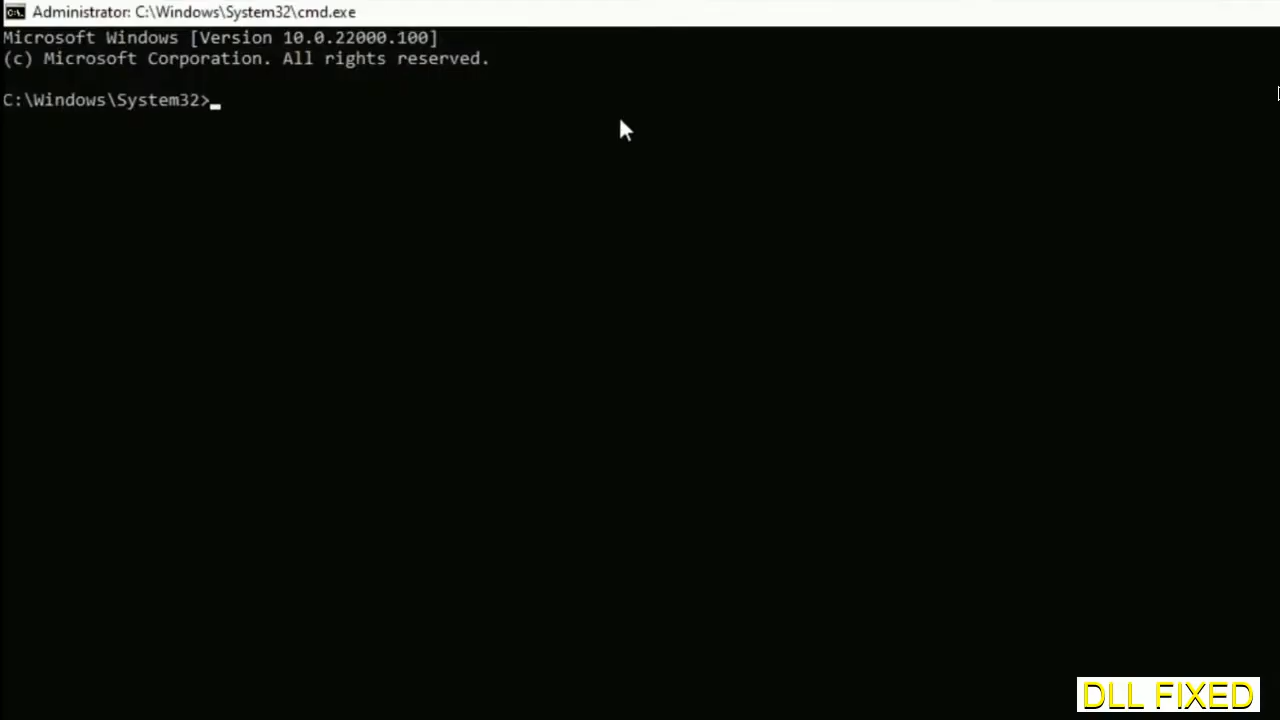 Administrator: C:\Windows\System32\cmd.exe
Microsoft Windows [Version 10.0.22000.100]
(c) Microsoft Corporation. All rights reserved.
C:\Windows\System32>
DLL FIXED